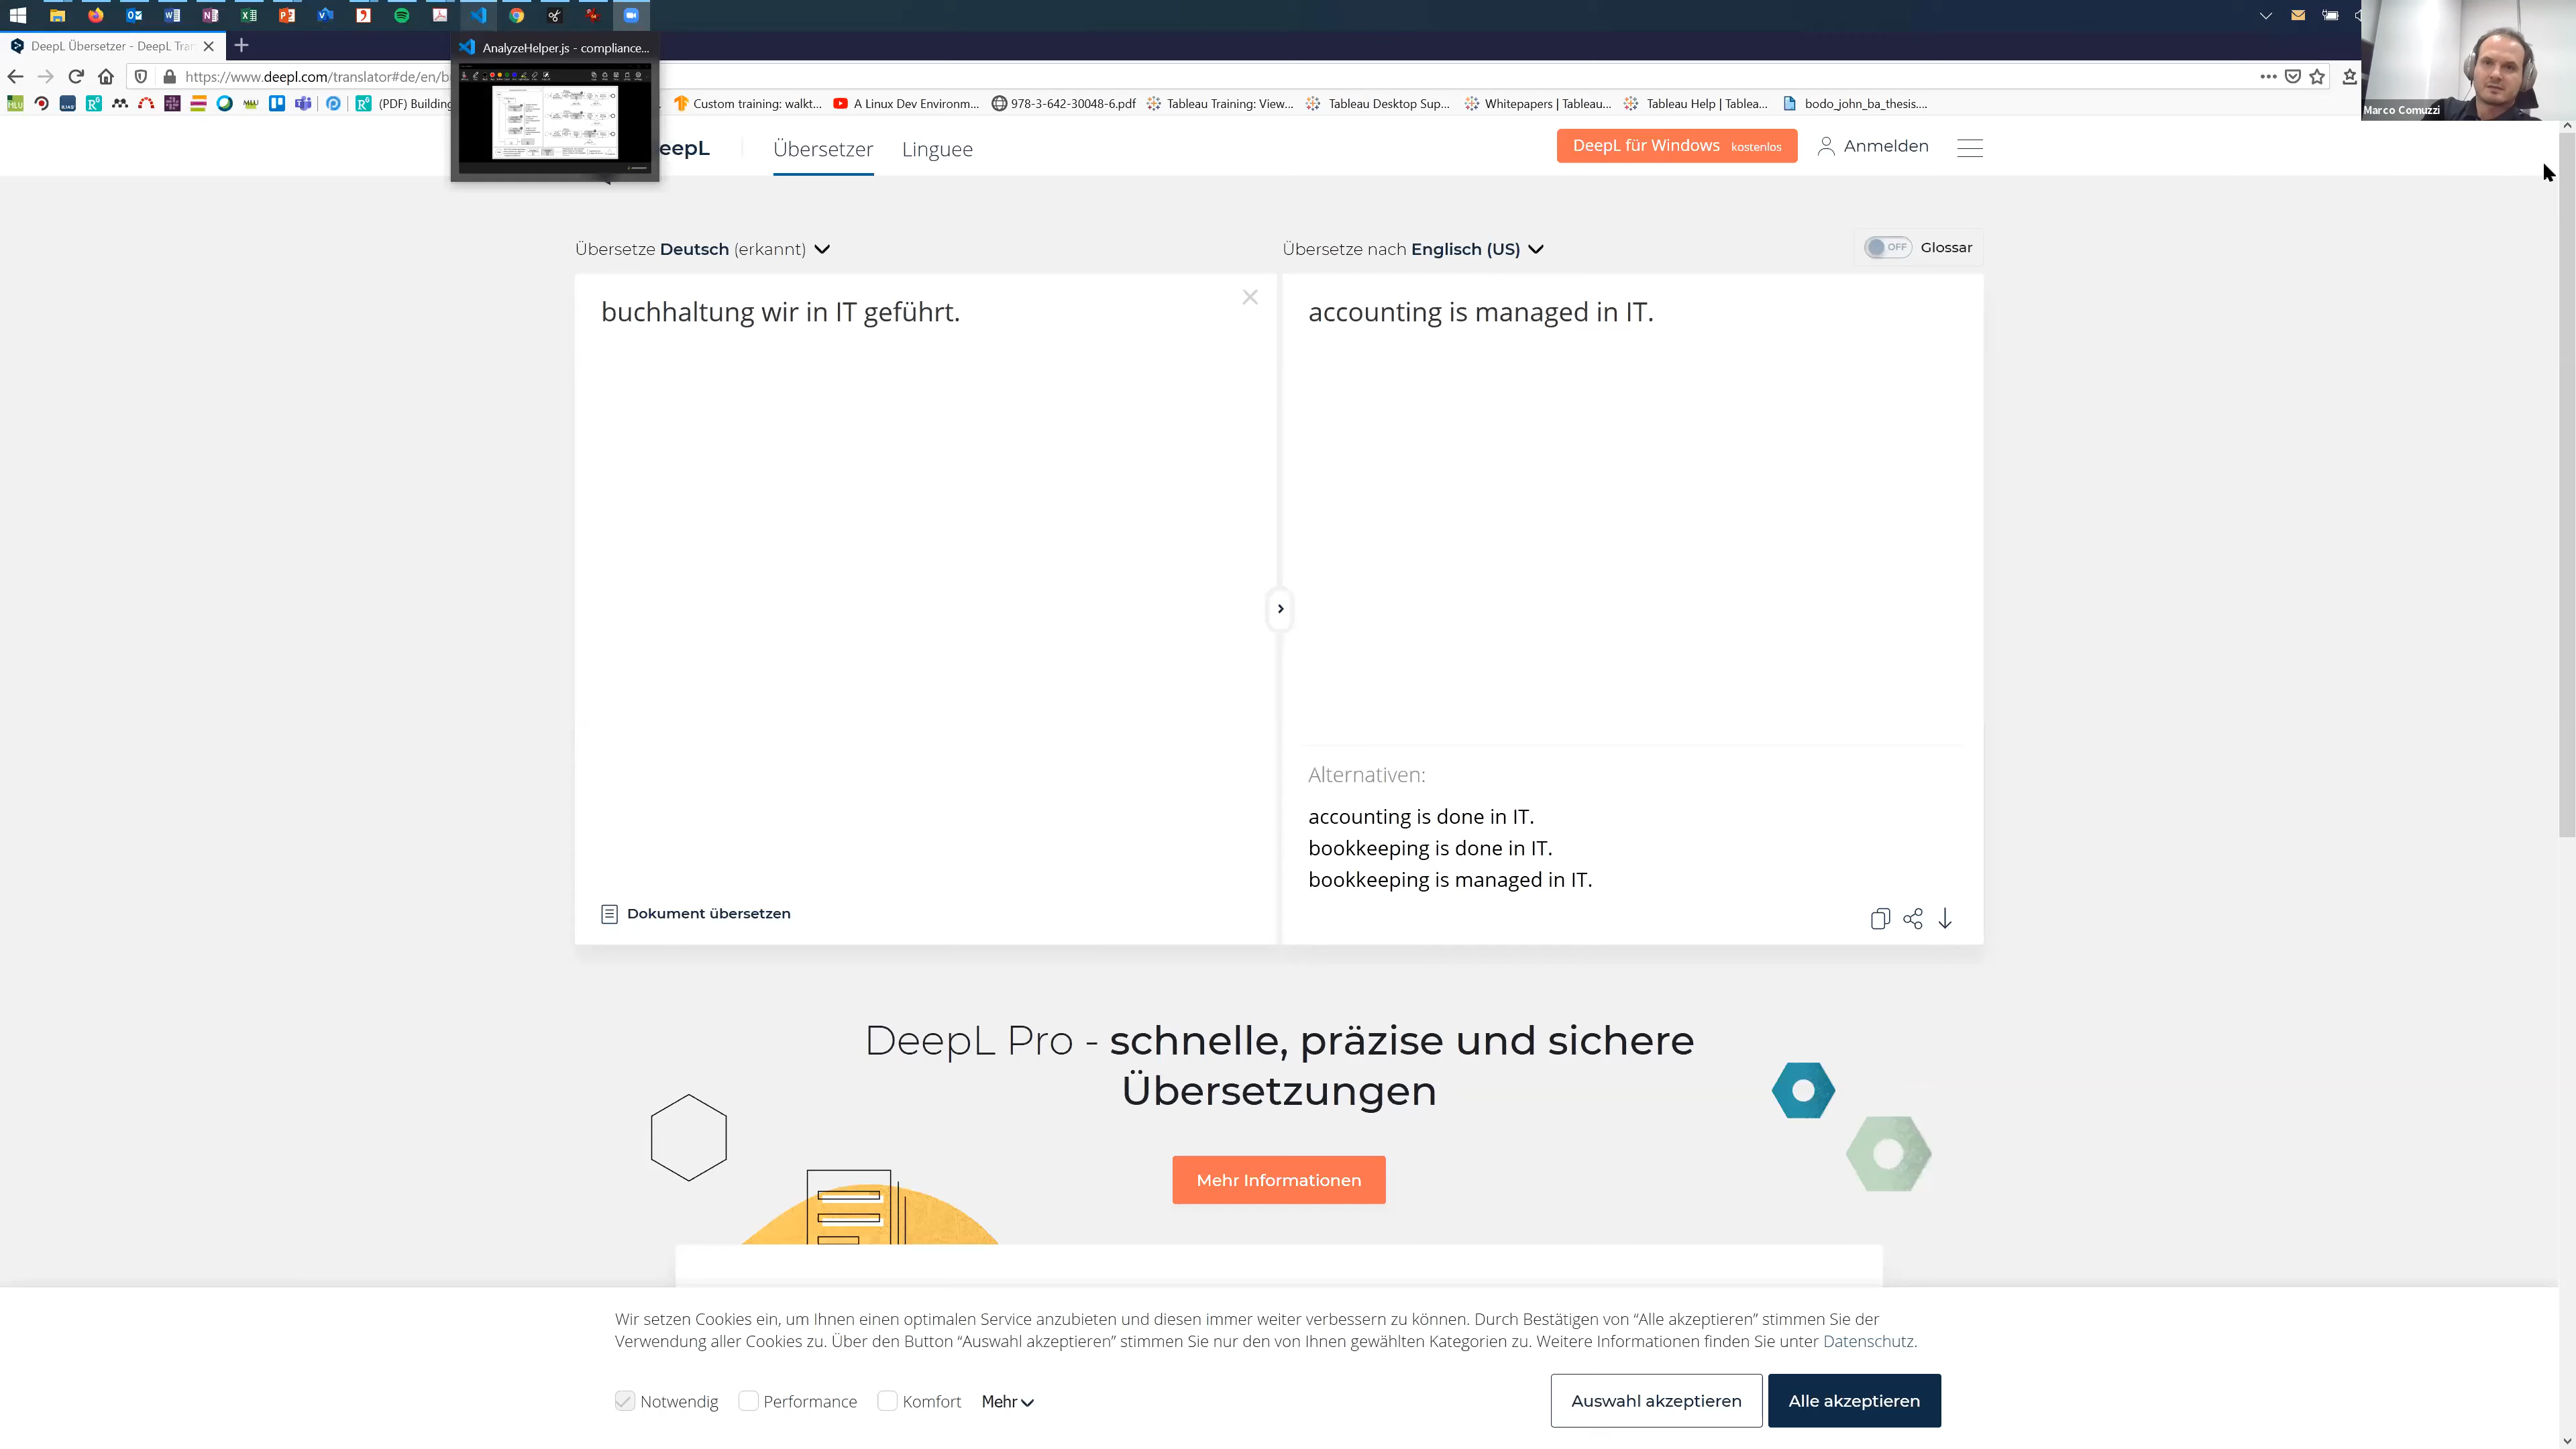 DeepL Übersetzer - DeepL Tra
AnalyzeHelper.js - compliance...
https://www.deepl.com/translator#de/en/b
(PDF) Building
Custom training: walkt...
A Linux Dev Environm...
978-3-642-30048-6.pdf
Tableau Training: View...
Tableau Desktop Sup...
Whitepapers | Tableau...
Tableau Help | Tablea...
bodo_john_ba_thesis....
Marco Comuzzi
eepL
Übersetzer
Linguee
DeepL für Windows kostenlos
Anmelden
Übersetze Deutsch (erkannt)
Übersetze nach Englisch (US)
OFF
Glossar
buchhaltung wir in IT geführt.
accounting is managed in IT.
Alternativen:
accounting is done in IT.
bookkeeping is done in IT.
bookkeeping is managed in IT.
Dokument übersetzen
DeepL Pro - schnelle, präzise und sichere
Übersetzungen
Mehr Informationen
Wir setzen Cookies ein, um Ihnen einen optimalen Service anzubieten und diesen immer weiter verbessern zu können. Durch Bestätigen von “Alle akzeptieren” stimmen Sie der
Verwendung aller Cookies zu. Über den Button “Auswahl akzeptieren” stimmen Sie nur den von Ihnen gewählten Kategorien zu. Weitere Informationen finden Sie unter Datenschutz.
Notwendig
Performance
Komfort
Mehr
Auswahl akzeptieren
Alle akzeptieren